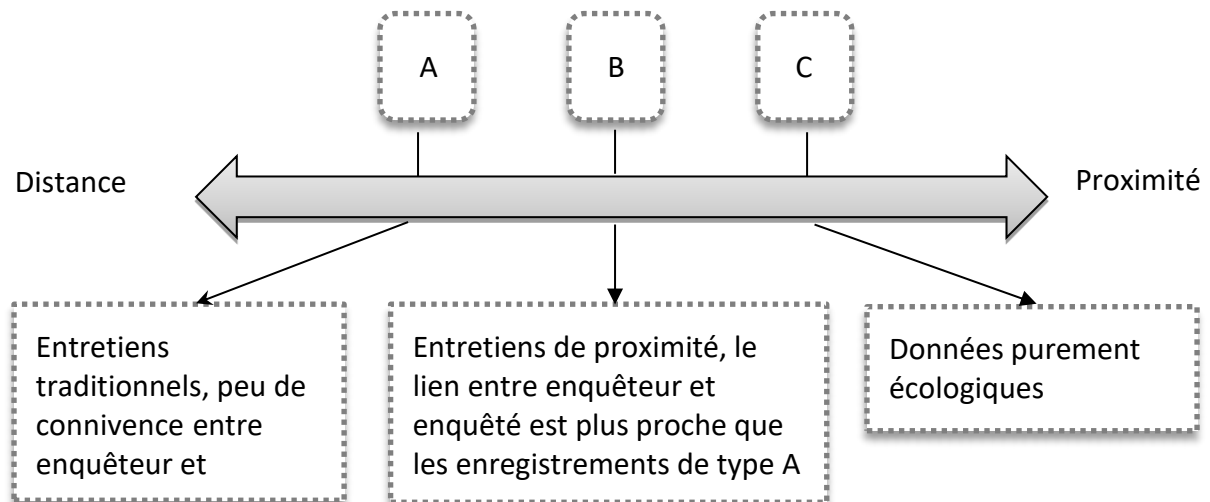 A
B
C
Distance
Proximité
Entretiens
traditionnels, peu de
connivence entre
enquêteur et
Entretiens de proximité, le
lien entre enquêteur et
enquêté est plus proche que
les enregistrements de type A
Données purement
écologiques